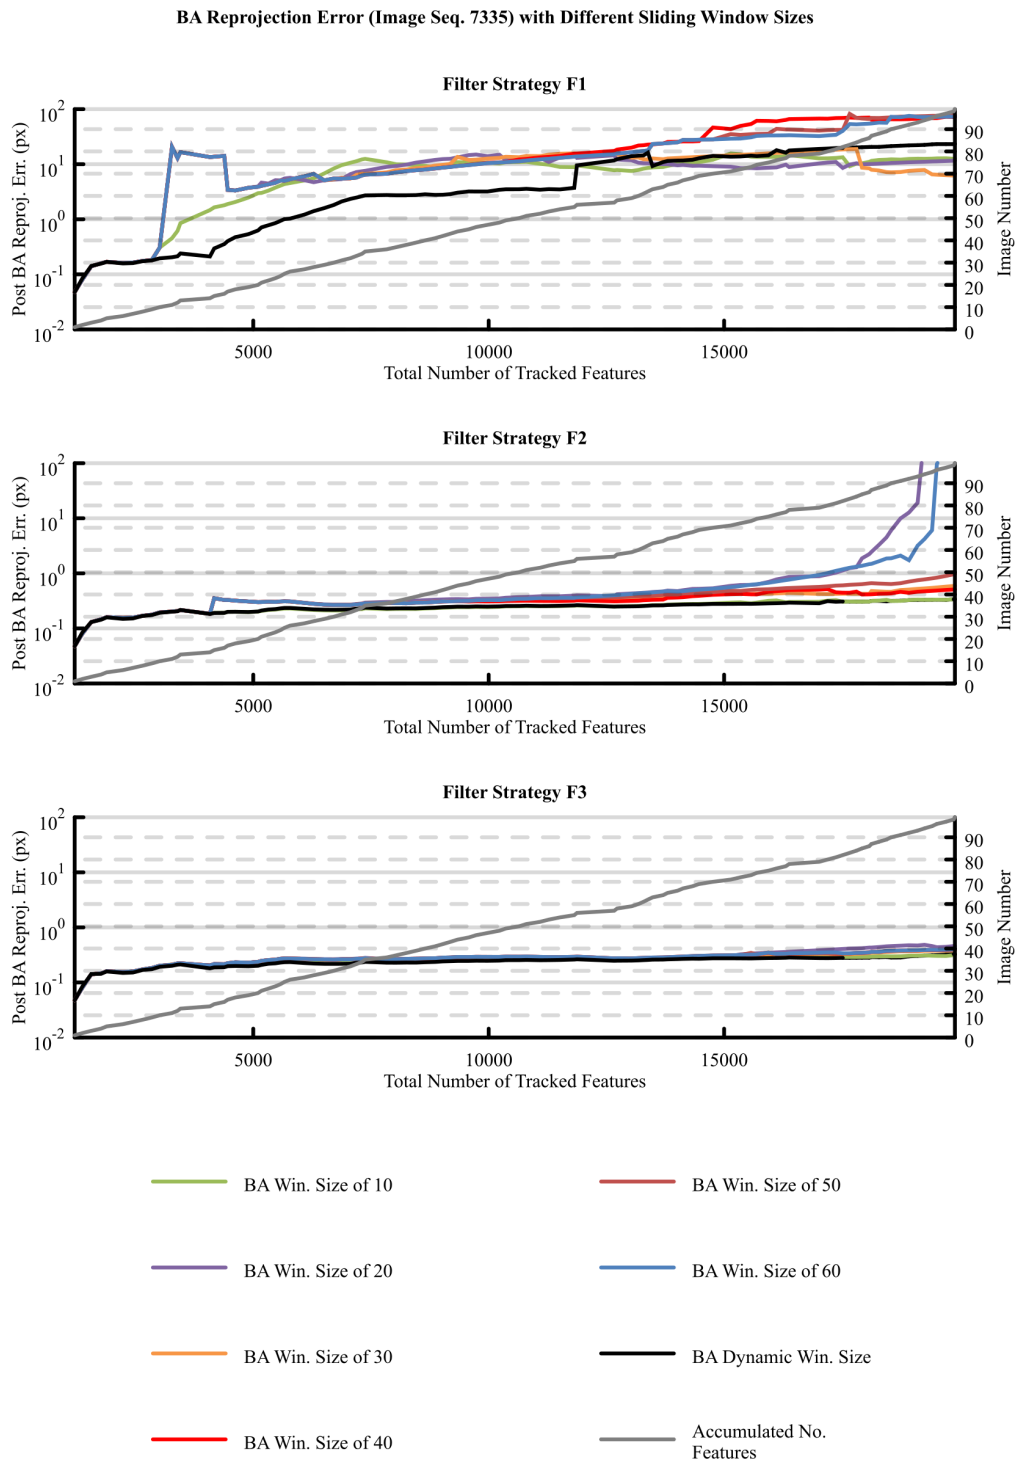 BA Reprojection Error (Image Seq. 7335) with Different Sliding Window Sizes
Filter Strategy F1
Post BA Reproj. Err. (px)
10^2
10^1
10^0
10^-1
10^-2
90
80
70
60
50
40
30
20
10
0
Image Number
5000 10000 15000
Total Number of Tracked Features
Filter Strategy F2
Post BA Reproj. Err. (px)
10^2
10^1
10^0
10^-1
10^-2
90
80
70
60
50
40
30
20
10
0
Image Number
5000 10000 15000
Total Number of Tracked Features
Filter Strategy F3
Post BA Reproj. Err. (px)
10^2
10^1
10^0
10^-1
10^-2
90
80
70
60
50
40
30
20
10
0
Image Number
5000 10000 15000
Total Number of Tracked Features
BA Win. Size of 10
BA Win. Size of 20
BA Win. Size of 30
BA Win. Size of 40
BA Win. Size of 50
BA Win. Size of 60
BA Dynamic Win. Size
Accumulated No.
Features